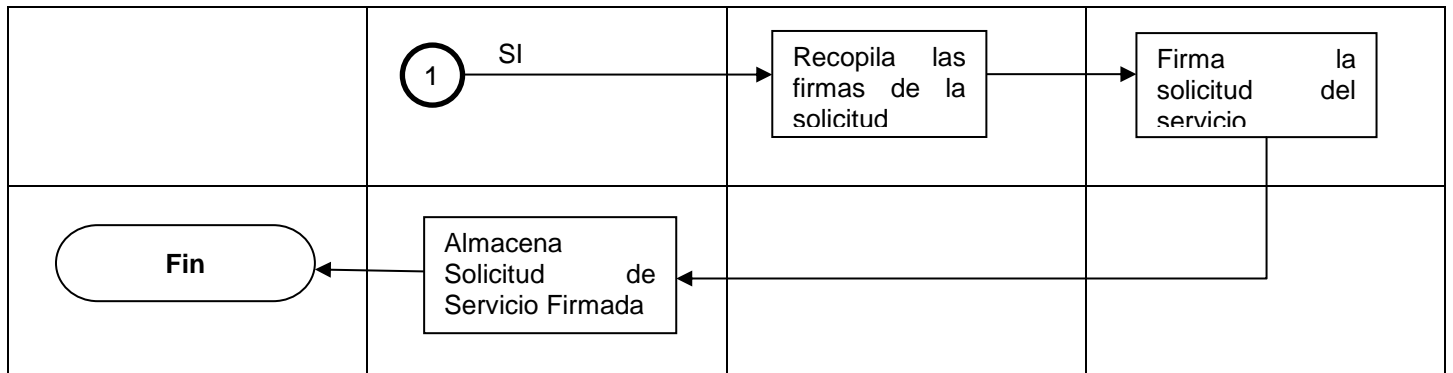 SI
1
Recopila las
firmas de la
solicitud
Firma la
solicitud del
servicio
Fin
Almacena
Solicitud de
Servicio Firmada